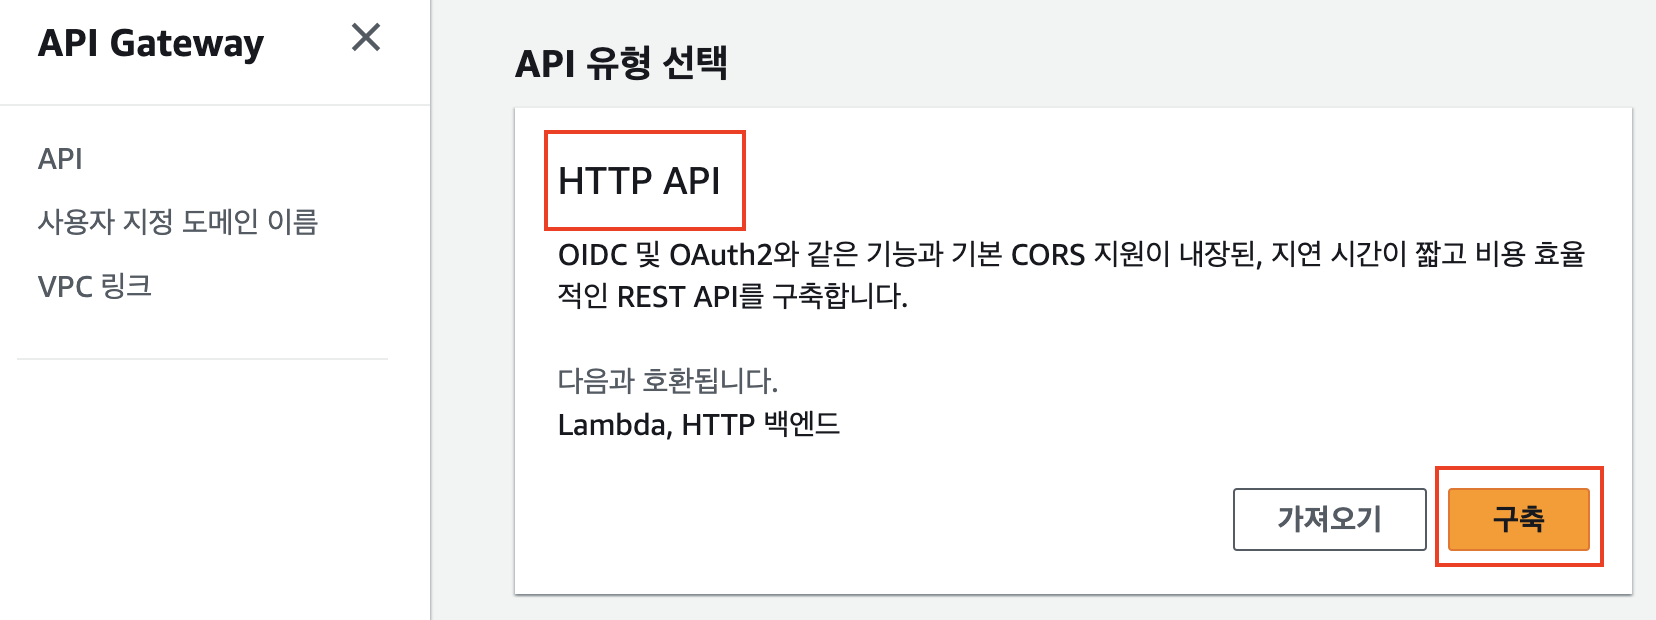 API Gateway
API
사용자 지정 도메인 이름
VPC 링크
API 유형 선택
HTTP API
OIDC 및 OAuth2와 같은 기능과 기본 CORS 지원이 내장된, 지연 시간이 짧고 비용 효율
적인 REST API를 구축합니다.
다음과 호환됩니다.
Lambda, HTTP 백엔드
가져오기
구축